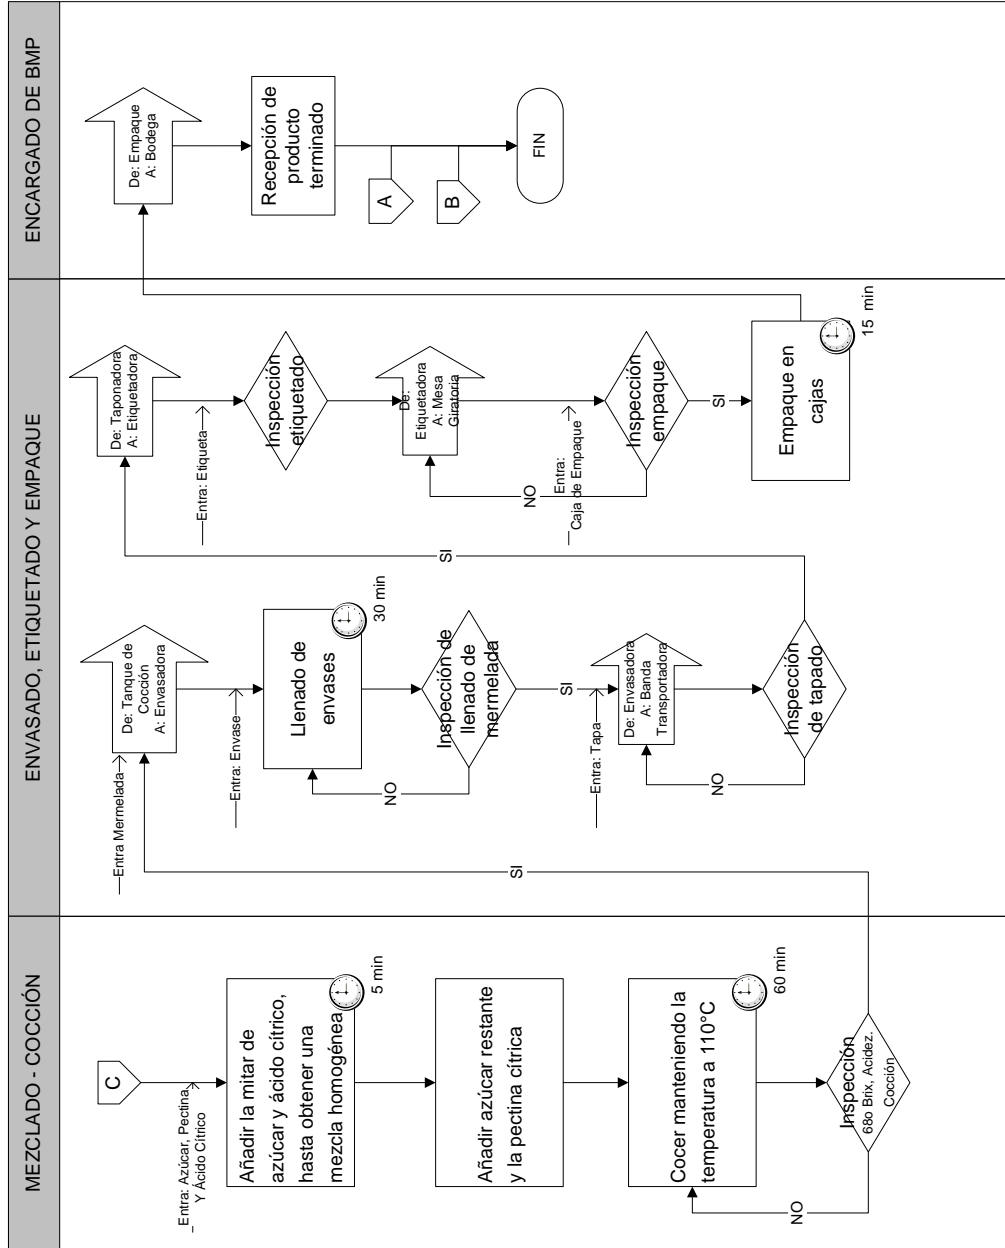 MEZCLADO - COCCIÓN
C
Entra: Azúcar, Pectina
Y Ácido Cítrico
Añadir la mitar de
azúcar y ácido cítrico,
hasta obtener una
mezcla homogénea
5 min
Añadir azúcar restante
y la pectina cítrica
Cocer manteniendo la
temperatura a 110°C
60 min
Inspección
68o Brix, Acidez.
Cocción
NO
SI
ENVASADO, ETIQUETADO Y EMPAQUE
Entra Mermelada
De: Tanque de
Cocción
A: Envasadora
Entra: Envase
Llenado de
envases
30 min
Inspección de
llenado de
mermelada
NO
SI
Entra: Tapa
De: Envasadora
A: Banda
Transportadora
Inspección
de tapado
NO
SI
De: Taponadora
A: Etiquetadora
Entra: Etiqueta
Inspección
etiquetado
De:
Etiquetadora
A: Mesa
Giratoria
Entra:
Caja de Empaque
Inspección
empaque
NO
SI
Empaque en
cajas
15 min
ENCARGADO DE BMP
De: Empaque
A: Bodega
Recepción de
producto
terminado
A
B
FIN